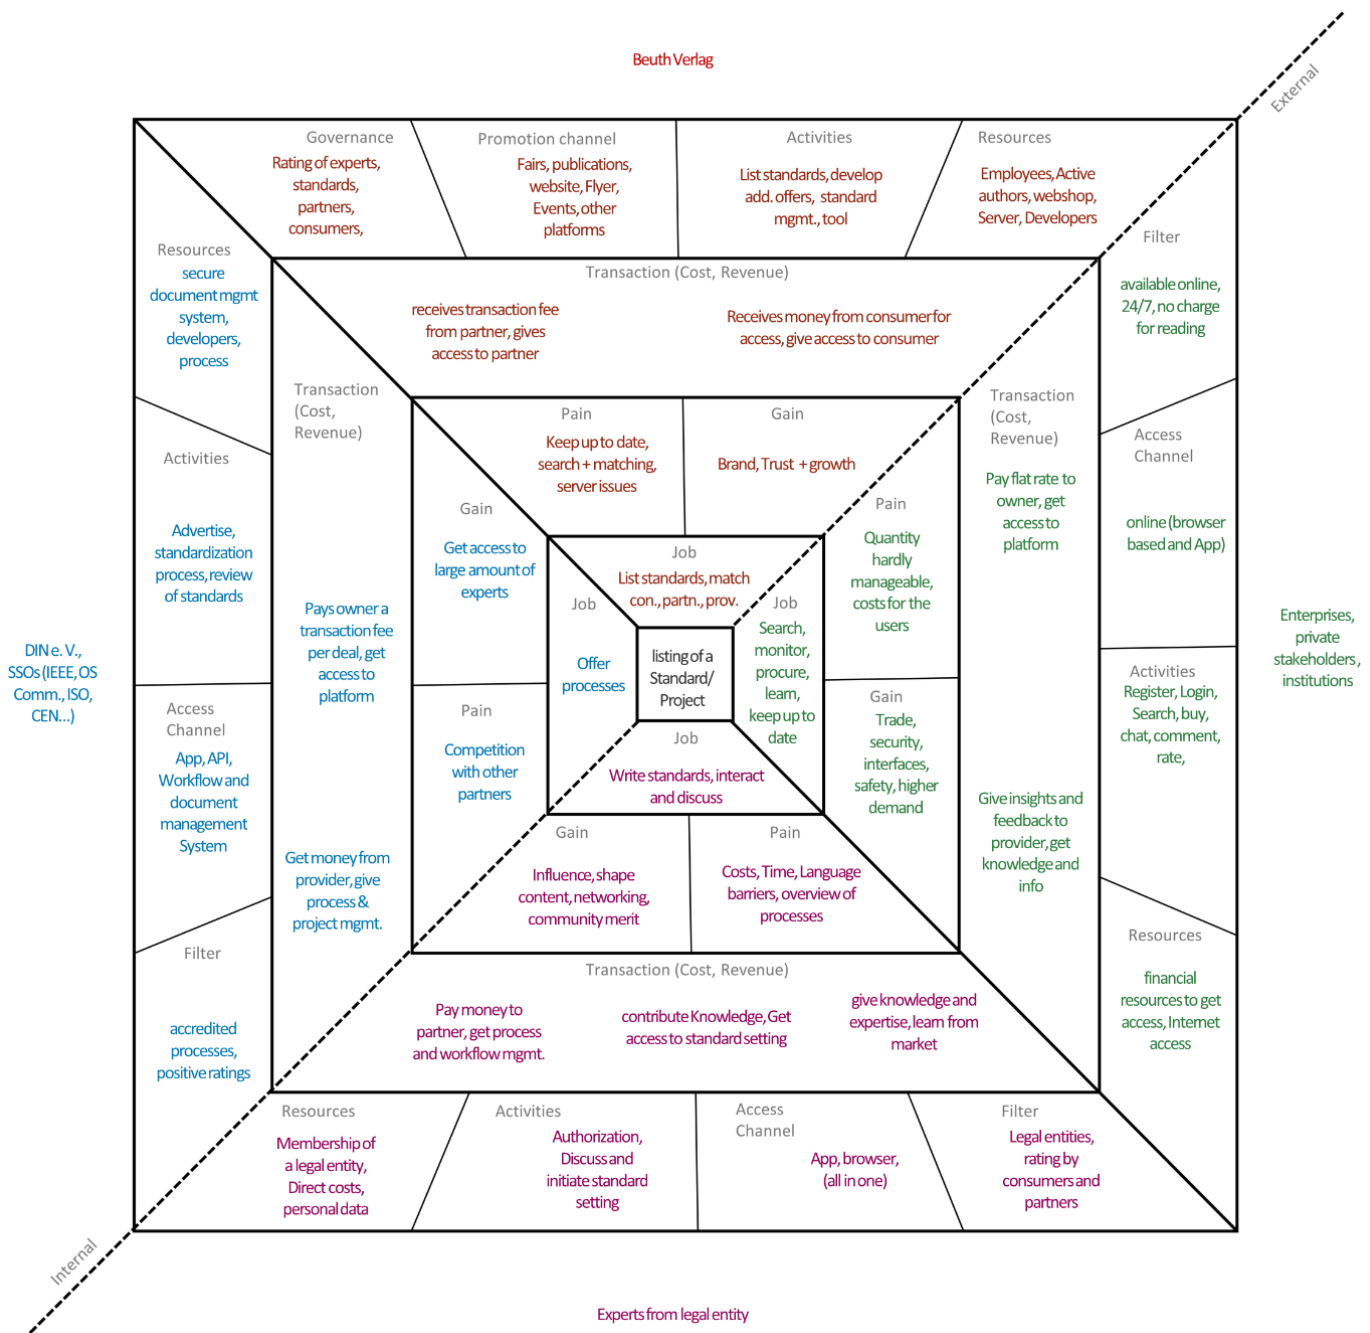 Beuth Verlag
External
Governance
Rating of experts,
standards,
partners,
consumers,
Promotion channel
Fairs, publications,
website, Flyer,
Events, other
platforms
Activities
List standards, develop
add. offers, standard
mgmt., tool
Resources
Employees, Active
authors, webshop,
Server, Developers
Transaction (Cost, Revenue)
receives transaction fee
from partner, gives
access to partner
Receives money from consumer for
access, give access to consumer
Pain
Keep up to date,
search + matching,
server issues
Gain
Brand, Trust + growth
Job
List standards, match
con., partn., prov.
DIN e. V.,
SSOs (IEEE, OS
Comm., ISO,
CEN...)
Resources
secure
document mgmt
system,
developers,
process
Activities
Advertise,
standardization
process, review
of standards
Access
Channel
App, API,
Workflow and
document
management
System
Filter
accredited
processes,
positive ratings
Transaction
(Cost,
Revenue)
Pays owner a
transaction fee
per deal, get
access to
platform
Get money from
provider, give
process &
project mgmt.
Gain
Get access to
large amount of
experts
Pain
Competition
with other
partners
Job
Offer
processes
listing of a
Standard/
Project
Job
Search,
monitor,
procure,
learn,
keep up to
date
Pain
Quantity
hardly
manageable,
costs for the
users
Gain
Trade,
security,
interfaces,
safety, higher
demand
Transaction
(Cost,
Revenue)
Pay flat rate to
owner, get
access to
platform
Give insights and
feedback to
provider, get
knowledge and
info
Filter
available online,
24/7, no charge
for reading
Access
Channel
online (browser
based and App)
Activities
Register, Login,
Search, buy,
chat, comment,
rate,
Resources
financial
resources to get
access, Internet
access
Enterprises,
private
stakeholders,
institutions
Job
Write standards, interact
and discuss
Gain
Influence, shape
content, networking,
community merit
Pain
Costs, Time, Language
barriers, overview of
processes
Transaction (Cost, Revenue)
Pay money to
partner, get process
and workflow mgmt.
contribute Knowledge, Get
access to standard setting
give knowledge and
expertise, learn from
market
Resources
Membership of
a legal entity,
Direct costs,
personal data
Activities
Authorization,
Discuss and
initiate standard
setting
Access
Channel
App, browser,
(all in one)
Filter
Legal entities,
rating by
consumers and
partners
Internal
Experts from legal entity